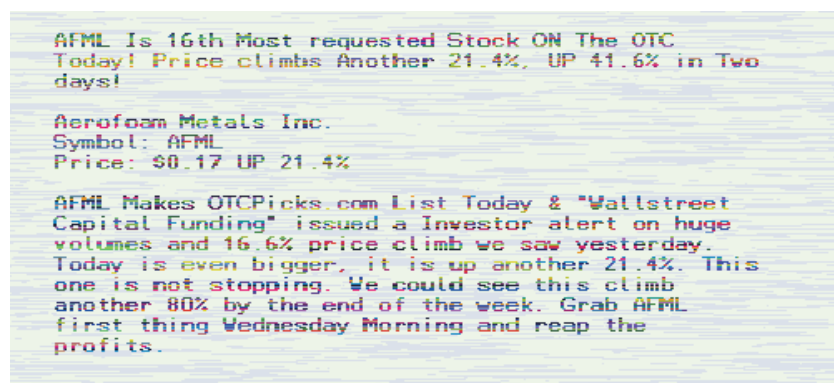 AFML Is 16th Most requested Stock ON The OTC
Today! Price climbs Another 21.4%, UP 41.6% in Two
days!
Aerofoam Metals Inc.
Symbol: AFML
Price: $0.17 UP 21.4%
AFML Makes OTCPicks.com List Today & "Wallstreet
Capital Funding" issued a Investor alert on huge
volumes and 16.6% price climb we saw yesterday.
Today is even bigger, it is up another 21.4%. This
one is not stopping. We could see this climb
another 80% by the end of the week. Grab AFML
first thing Wednesday Morning and reap the
profits.